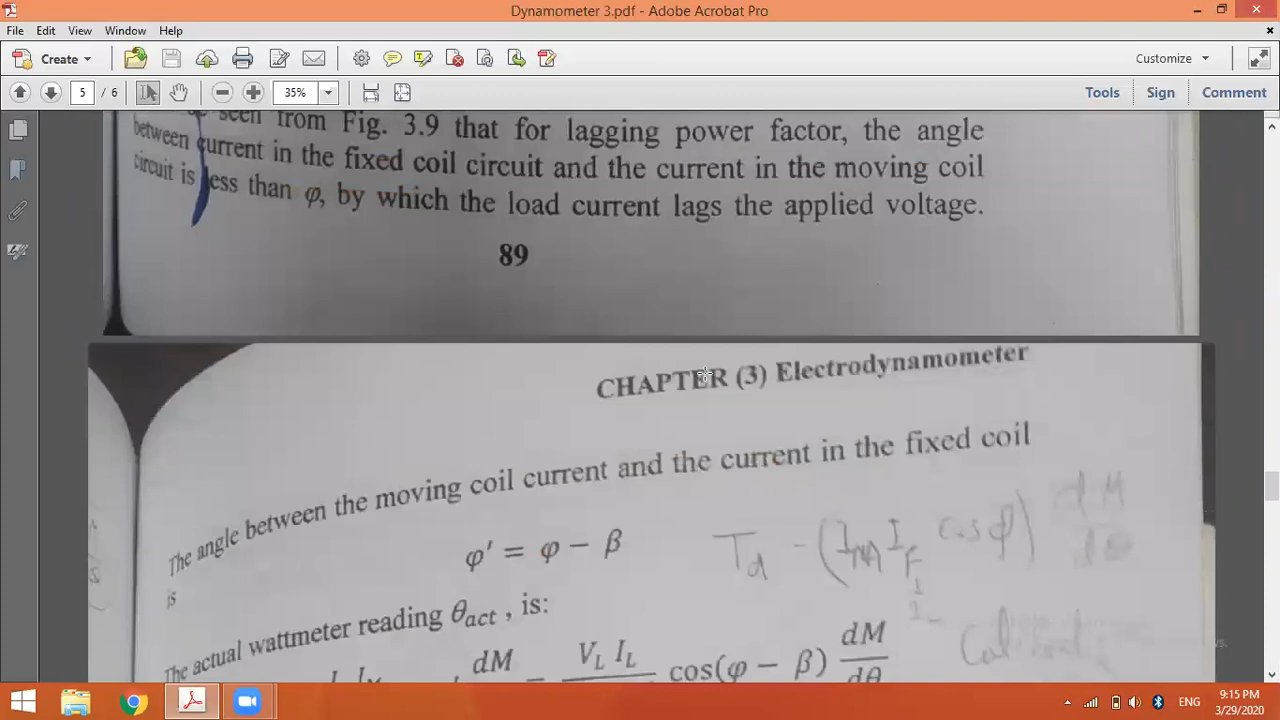 Dynamometer 3.pdf - Adobe Acrobat Pro
File Edit View Window Help
Create Customize
5 / 6 35% Tools Sign Comment
seen from Fig. 3.9 that for lagging power factor, the angle
between current in the fixed coil circuit and the current in the moving coil
circuit is less than φ, by which the load current lags the applied voltage.
89
CHAPTER (3) Electrodynamometer
The angle between the moving coil current and the current in the fixed coil
is
φ′ = φ − β
The actual wattmeter reading θact , is:
dM V_L I_L cos(φ − β) dM
dθ
ENG
9:15 PM
3/29/2020